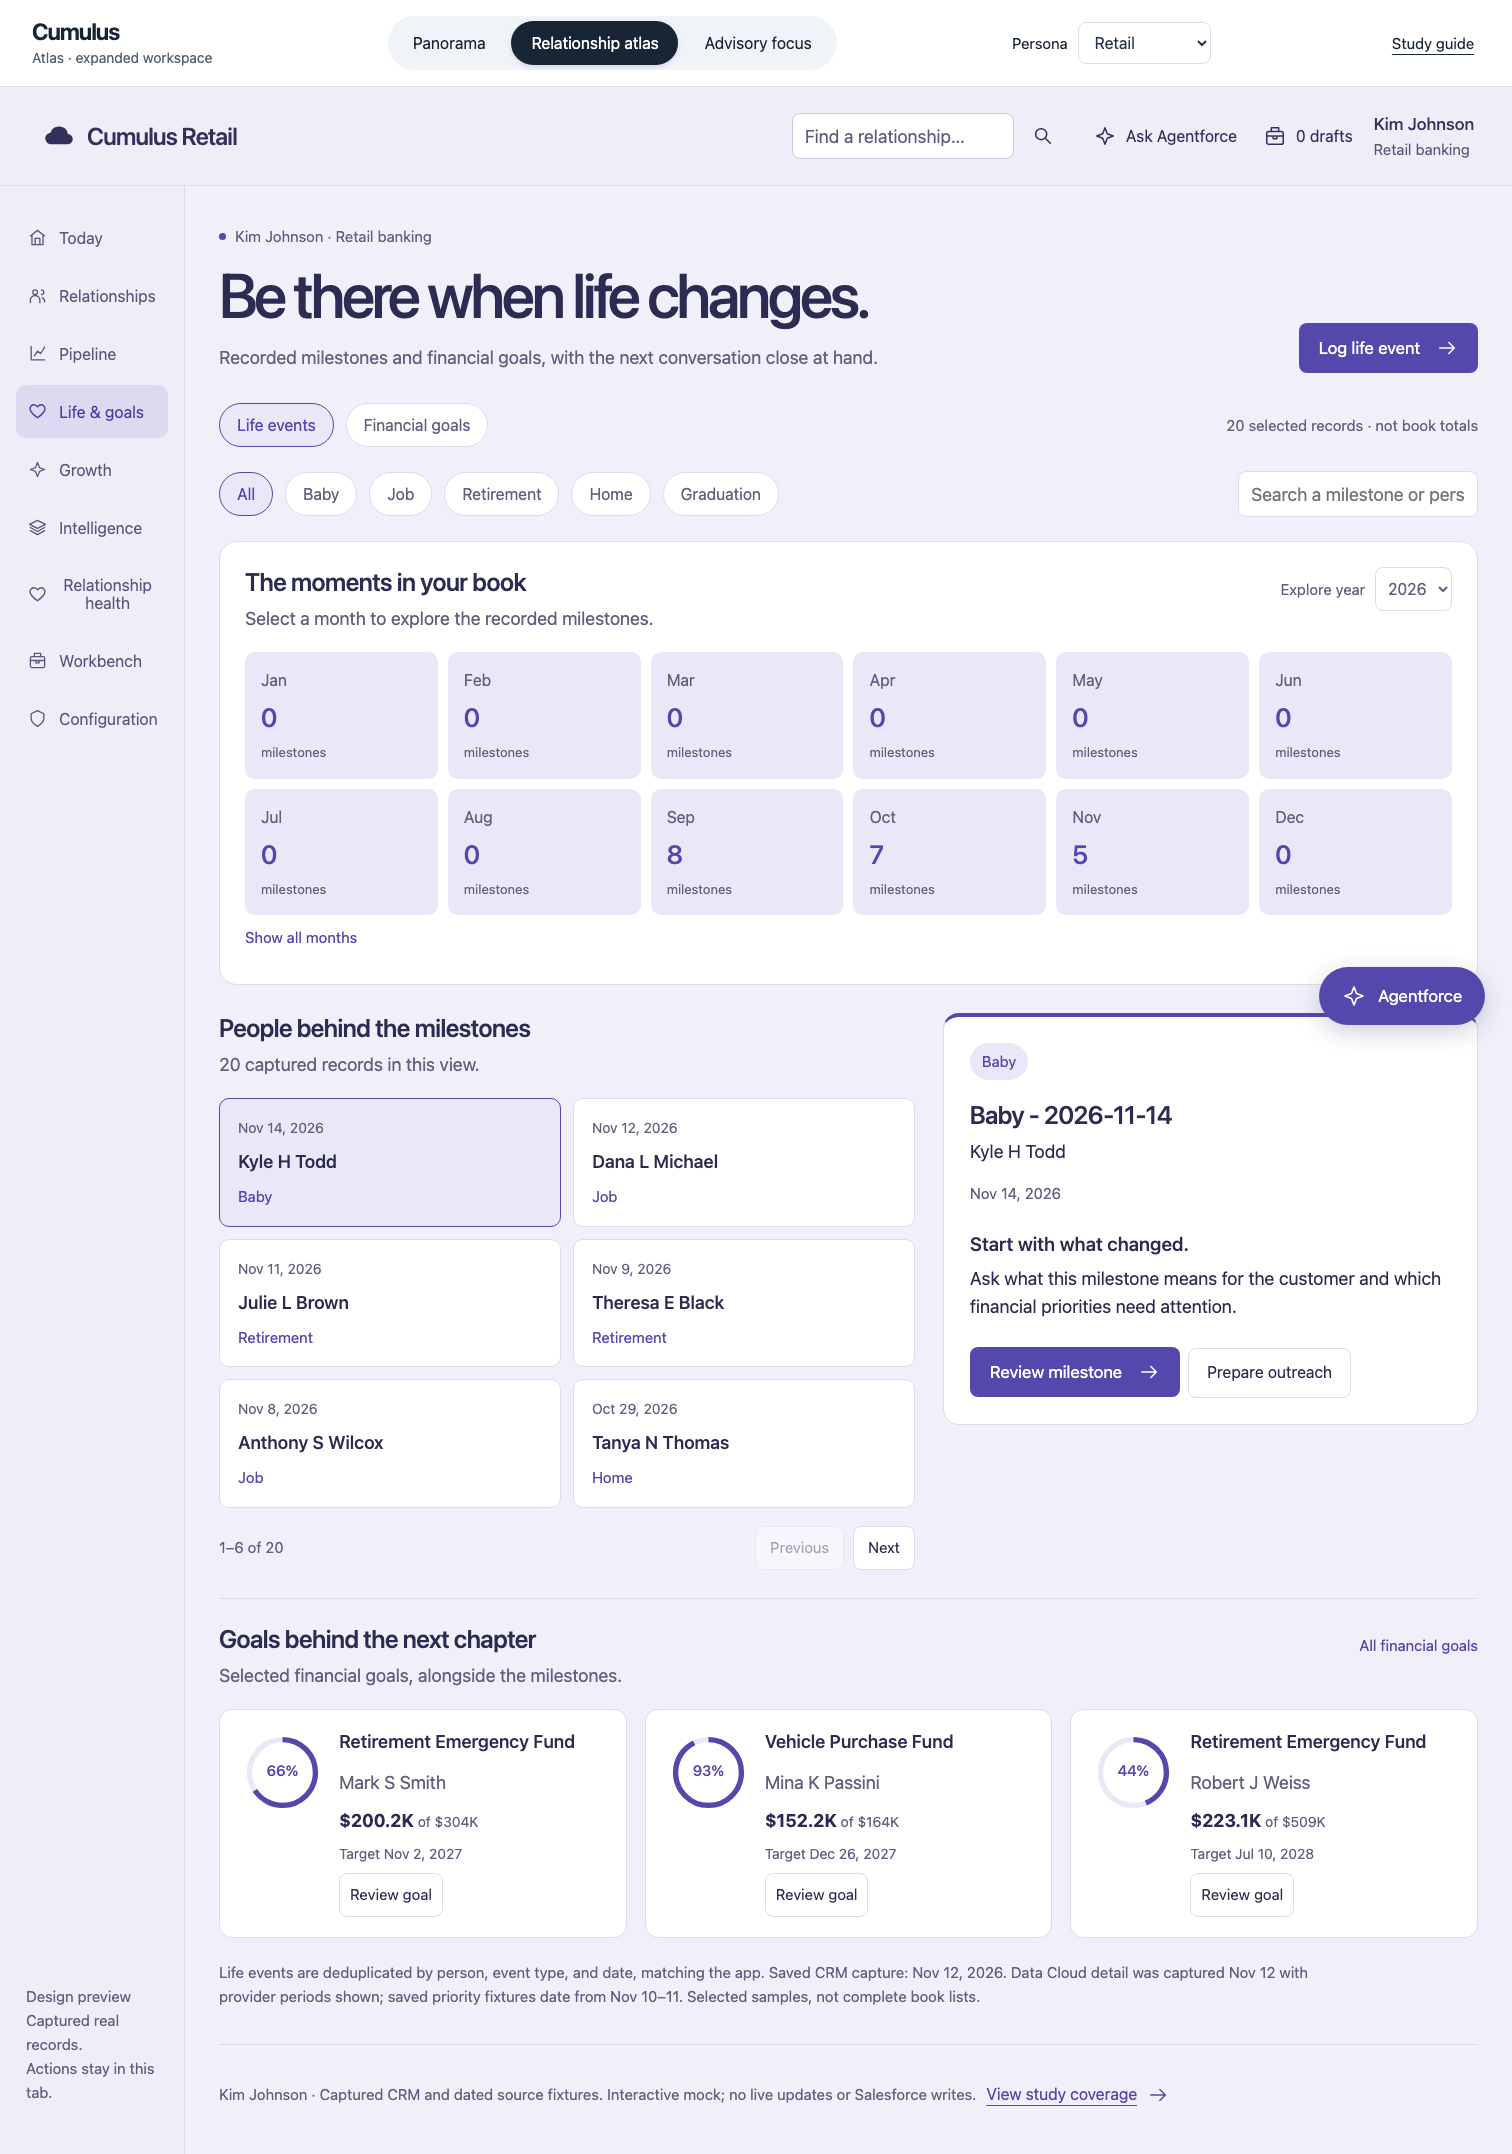 Cumulus
Atlas · expanded workspace
Panorama
Relationship atlas
Advisory focus
Persona
Retail
Study guide
Cumulus Retail
Find a relationship...
Ask Agentforce
0 drafts
Kim Johnson
Retail banking
Today
Relationships
Pipeline
Life & goals
Growth
Intelligence
Relationship
health
Workbench
Configuration
Design preview
Captured real
records.
Actions stay in this
tab.
Kim Johnson · Retail banking
Be there when life changes.
Recorded milestones and financial goals, with the next conversation close at hand.
Log life event
Life events
Financial goals
20 selected records · not book totals
All
Baby
Job
Retirement
Home
Graduation
Search a milestone or pers
The moments in your book
Select a month to explore the recorded milestones.
Explore year
2026
Jan
0
milestones
Feb
0
milestones
Mar
0
milestones
Apr
0
milestones
May
0
milestones
Jun
0
milestones
Jul
0
milestones
Aug
0
milestones
Sep
8
milestones
Oct
7
milestones
Nov
5
milestones
Dec
0
milestones
Show all months
Agentforce
People behind the milestones
20 captured records in this view.
Nov 14, 2026
Kyle H Todd
Baby
Nov 12, 2026
Dana L Michael
Job
Nov 11, 2026
Julie L Brown
Retirement
Nov 9, 2026
Theresa E Black
Retirement
Nov 8, 2026
Anthony S Wilcox
Job
Oct 29, 2026
Tanya N Thomas
Home
1–6 of 20
Previous
Next
Baby
Baby - 2026-11-14
Kyle H Todd
Nov 14, 2026
Start with what changed.
Ask what this milestone means for the customer and which
financial priorities need attention.
Review milestone
Prepare outreach
Goals behind the next chapter
Selected financial goals, alongside the milestones.
All financial goals
66%
Retirement Emergency Fund
Mark S Smith
$200.2K of $304K
Target Nov 2, 2027
Review goal
93%
Vehicle Purchase Fund
Mina K Passini
$152.2K of $164K
Target Dec 26, 2027
Review goal
44%
Retirement Emergency Fund
Robert J Weiss
$223.1K of $509K
Target Jul 10, 2028
Review goal
Life events are deduplicated by person, event type, and date, matching the app. Saved CRM capture: Nov 12, 2026. Data Cloud detail was captured Nov 12 with
provider periods shown; saved priority fixtures date from Nov 10–11. Selected samples, not complete book lists.
Kim Johnson · Captured CRM and dated source fixtures. Interactive mock; no live updates or Salesforce writes. View study coverage